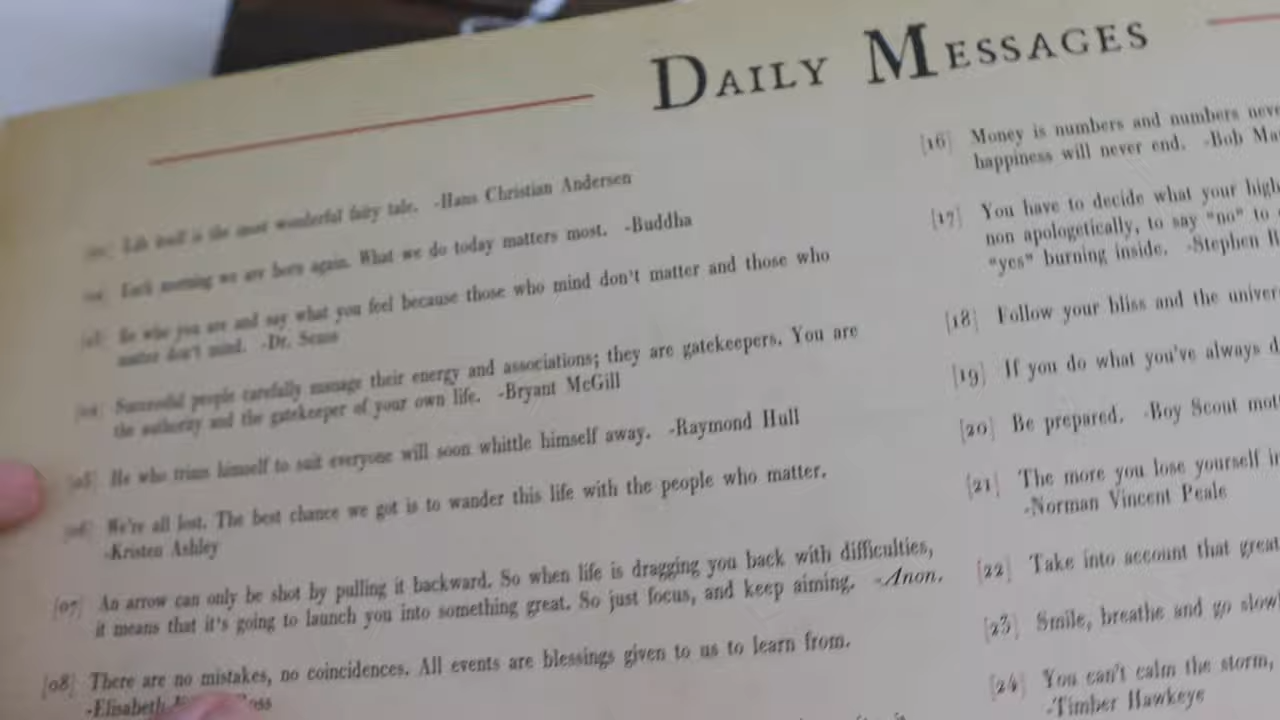 DAILY MESSAGES
[01] Life itself is the most wonderful fairy tale. -Hans Christian Andersen
[02] Each morning we are born again. What we do today matters most. -Buddha
[03] Be who you are and say what you feel because those who mind don't matter and those who
matter don't mind. -Dr. Seuss
[04] Successful people carefully manage their energy and associations; they are gatekeepers. You are
the authority and the gatekeeper of your own life. -Bryant McGill
[05] He who trims himself to suit everyone will soon whittle himself away. -Raymond Hull
[06] We're all lost. The best chance we got is to wander this life with the people who matter.
-Kristen Ashley
[07] An arrow can only be shot by pulling it backward. So when life is dragging you back with difficulties,
it means that it's going to launch you into something great. So just focus, and keep aiming. -Anon.
[08] There are no mistakes, no coincidences. All events are blessings given to us to learn from.
-Elisabeth
[16] Money is numbers and numbers
happiness will never end. -Bob
[17] You have to decide what your
non apologetically, to say "no" to
"yes" burning inside. -Stephen
[18] Follow your bliss and the
[19] If you do what you've always
[20] Be prepared. -Boy Scout
[21] The more you lose yourself
-Norman Vincent Peale
[22] Take into account that great
[23] Smile, breathe and go
[24] You can't calm the storm,
-Timber Hawkeye